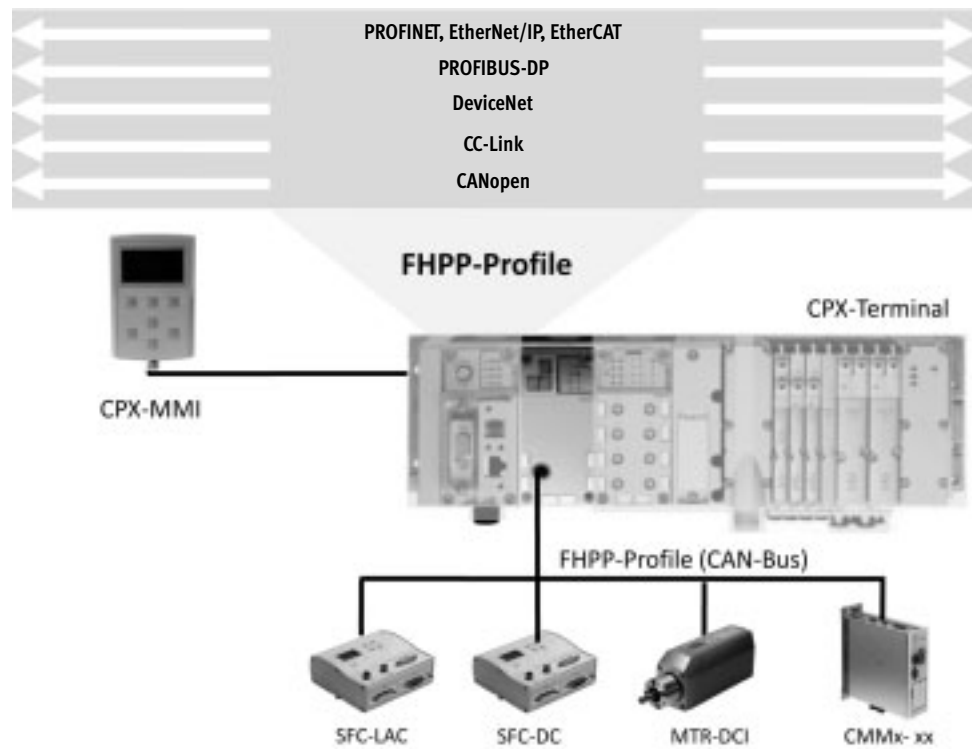 PROFINET, EtherNet/IP, EtherCAT
PROFIBUS-DP
DeviceNet
CC-Link
CANopen
FHPP-Profile
CPX-Terminal
CPX-MMI
FHPP-Profile (CAN-Bus)
SFC-LAC
SFC-DC
MTR-DCI
CMMx- xx